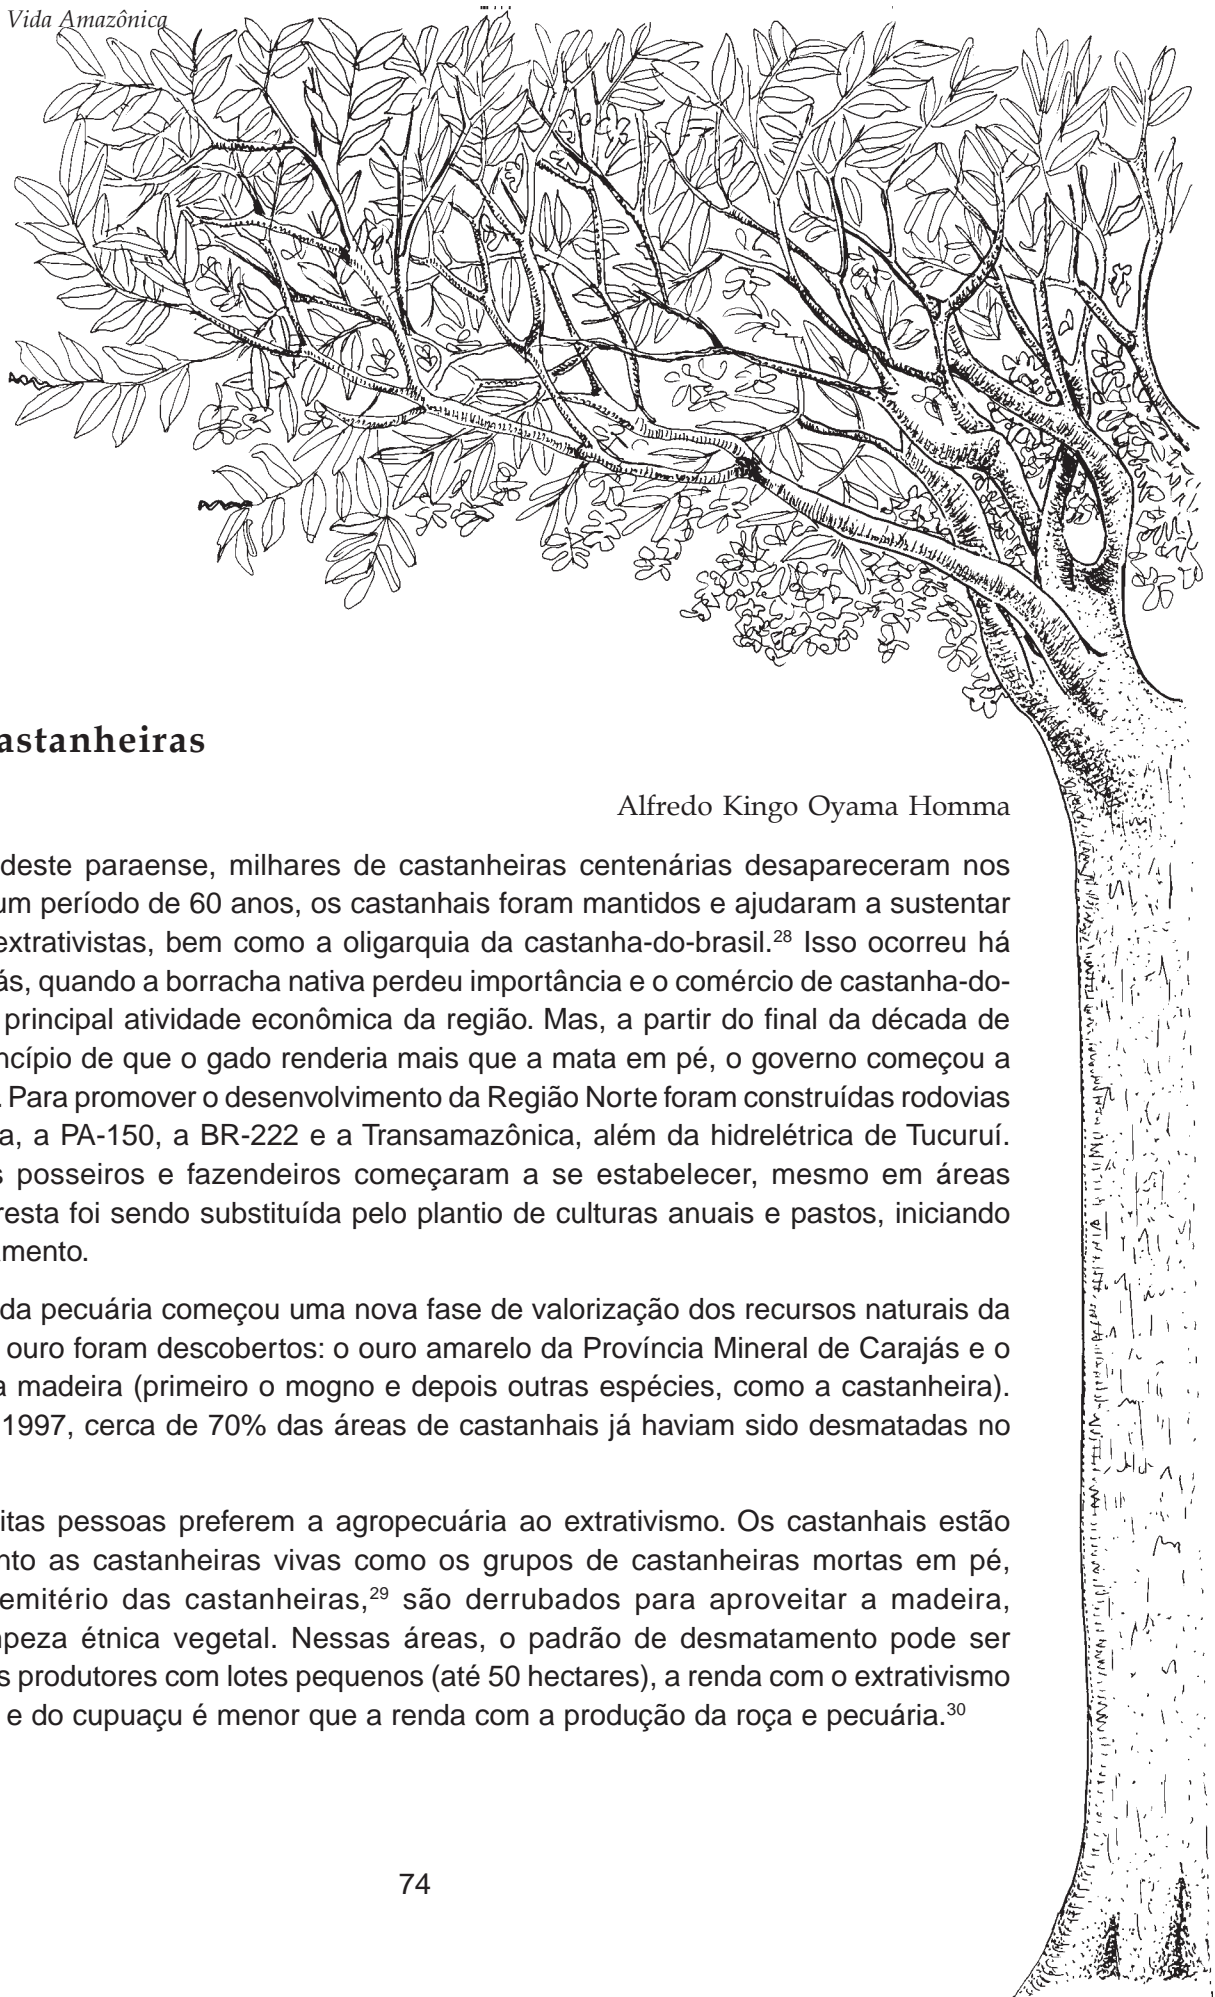 Vida Amazônica
astanheiras
Alfredo Kingo Oyama Homma
deste paraense, milhares de castanheiras centenárias desapareceram nos
um período de 60 anos, os castanhais foram mantidos e ajudaram a sustentar
extrativistas, bem como a oligarquia da castanha-do-brasil.²⁸ Isso ocorreu há
ás, quando a borracha nativa perdeu importância e o comércio de castanha-do-
principal atividade econômica da região. Mas, a partir do final da década de
ncípio de que o gado renderia mais que a mata em pé, o governo começou a
. Para promover o desenvolvimento da Região Norte foram construídas rodovias
a, a PA-150, a BR-222 e a Transamazônica, além da hidrelétrica de Tucuruí.
s posseiros e fazendeiros começaram a se estabelecer, mesmo em áreas
resta foi sendo substituída pelo plantio de culturas anuais e pastos, iniciando
mento.
da pecuária começou uma nova fase de valorização dos recursos naturais da
ouro foram descobertos: o ouro amarelo da Província Mineral de Carajás e o
a madeira (primeiro o mogno e depois outras espécies, como a castanheira).
1997, cerca de 70% das áreas de castanhais já haviam sido desmatadas no
itas pessoas preferem a agropecuária ao extrativismo. Os castanhais estão
nto as castanheiras vivas como os grupos de castanheiras mortas em pé,
emitério das castanheiras,²⁹ são derrubados para aproveitar a madeira,
peza étnica vegetal. Nessas áreas, o padrão de desmatamento pode ser
s produtores com lotes pequenos (até 50 hectares), a renda com o extrativismo
e do cupuaçu é menor que a renda com a produção da roça e pecuária.³⁰
74